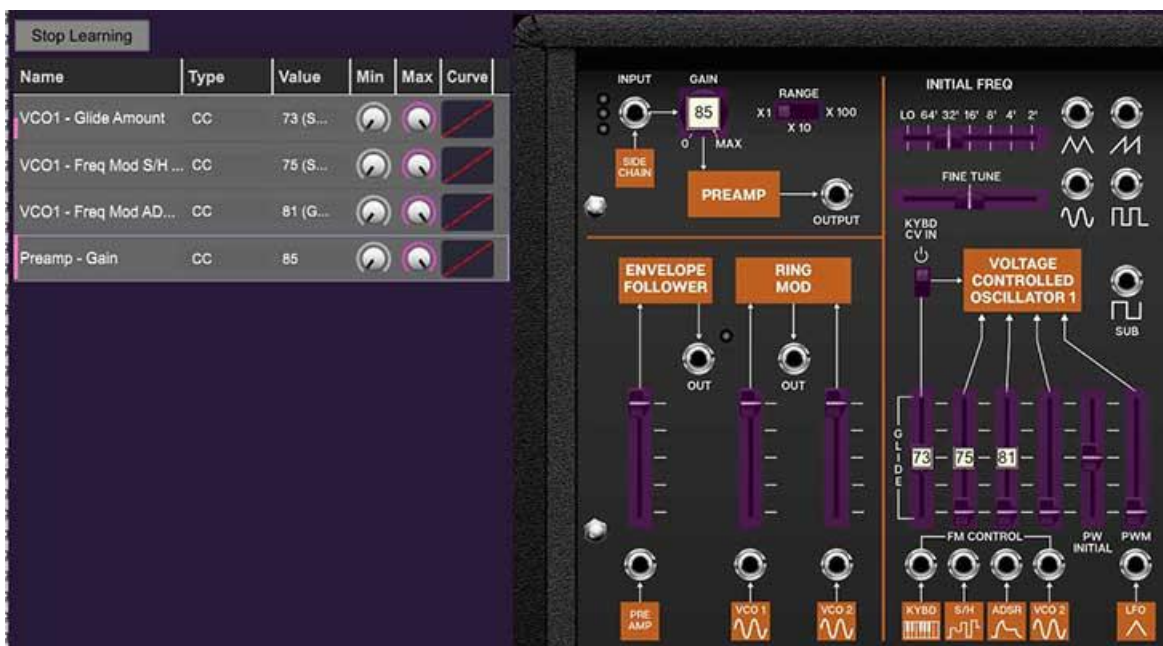 Stop Learning
Name Type Value Min Max Curve
VCO1 - Glide Amount CC 73 (S...
VCO1 - Freq Mod S/H ... CC 75 (S...
VCO1 - Freq Mod AD... CC 81 (G...
Preamp - Gain CC 85
INPUT
GAIN
85
0 MAX
RANGE
X1 X 100
X 10
SIDE
CHAIN
PREAMP
OUTPUT
INITIAL FREQ
LO 64' 32' 16' 8' 4' 2'
FINE TUNE
KYBD
CV IN
ENVELOPE
FOLLOWER
RING
MOD
VOLTAGE
CONTROLLED
OSCILLATOR 1
SUB
OUT
OUT
GLIDE
73 75 81
FM CONTROL
PW
INITIAL
PWM
PRE
AMP
VCO 1
VCO 2
KYBD
S/H
ADSR
VCO 2
LFO